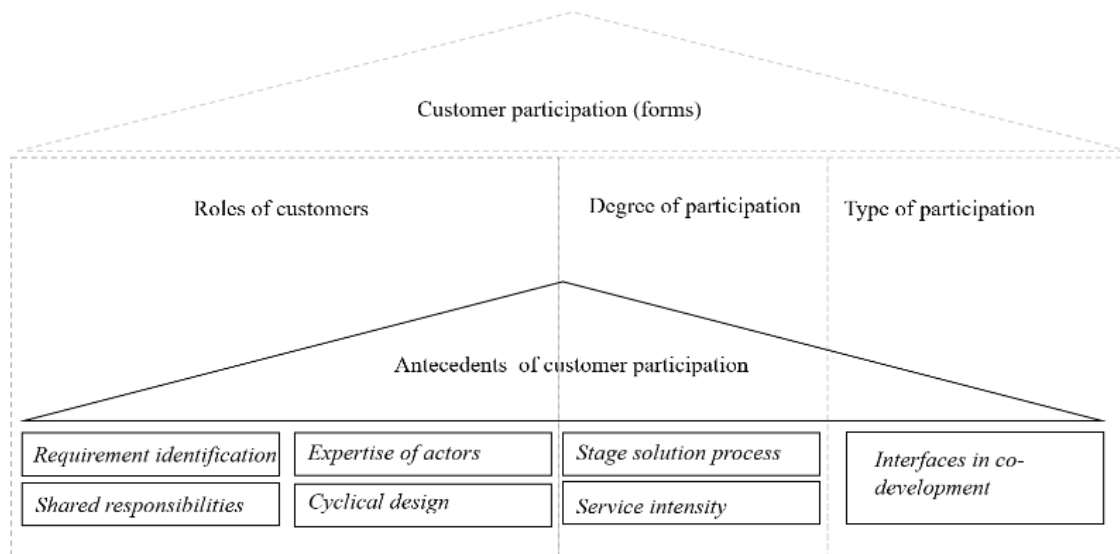 Customer participation (forms)
Roles of customers
Degree of participation
Type of participation
Antecedents of customer participation
Requirement identification
Expertise of actors
Stage solution process
Interfaces in co-
development
Shared responsibilities
Cyclical design
Service intensity